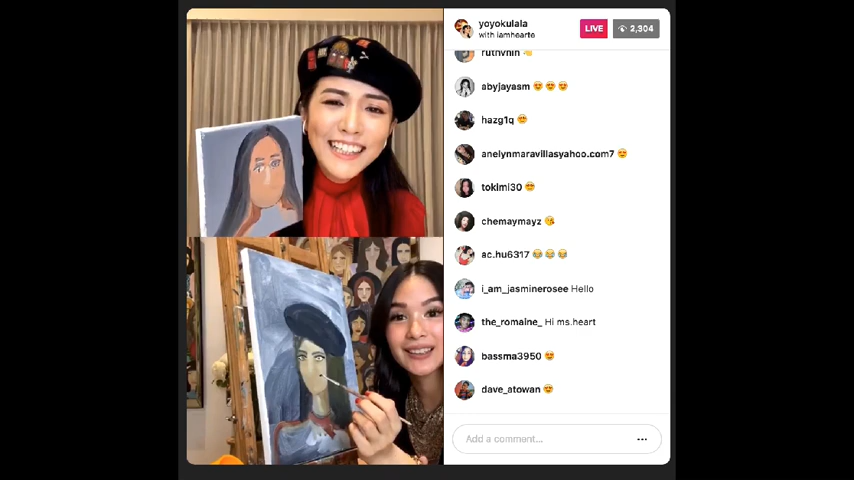 yoyokulala
with iamhearte
LIVE
2,304
ruthvhin
abyjayasm 😍 😍 😍
hazg1q 😍
anelynmaravillasyahoo.com7 😍
tokimi30 😍
chemaymayz 😘
ac.hu6317 😂 😂 😂
i_am_jasminerosee Hello
the_romaine_ Hi ms.heart
bassma3950 😍
dave_atowan 😍
Add a comment...